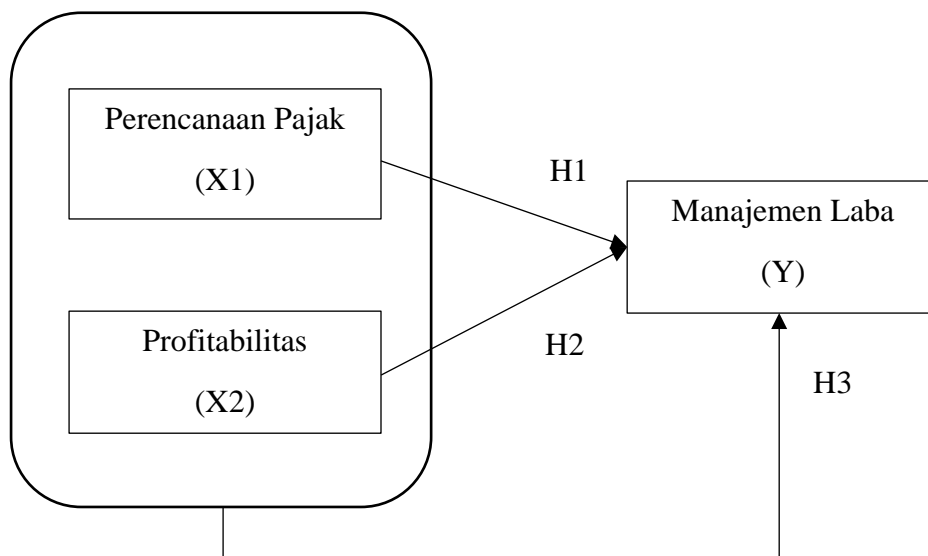 Perencanaan Pajak
(X1)
H1
Manajemen Laba
(Y)
Profitabilitas
(X2)
H2
H3